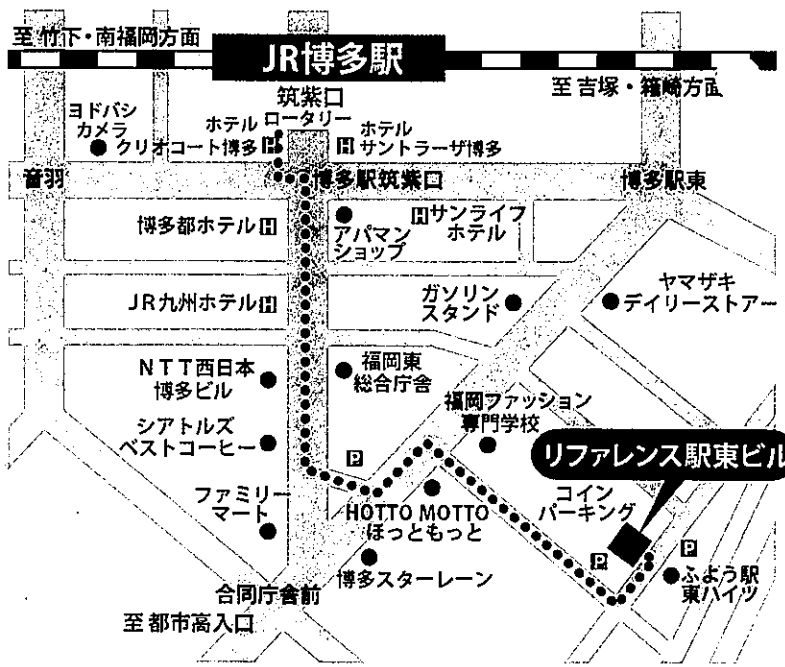 至 竹下・南福岡方面
JR博多駅
至 吉塚・箱崎方面
筑紫口
ロータリー
ヨドバシ
カメラ
ホテル
クリオコート博多 H
H ホテル
サントラーザ博多
音羽
博多駅筑紫口
博多駅東
博多都ホテル H
アパマン
ショップ
H サンライフ
ホテル
JR九州ホテル H
ガソリン
スタンド
ヤマザキ
デイリーストアー
NTT西日本
博多ビル
福岡東
総合庁舎
シアトルズ
ベストコーヒー
福岡ファッション
専門学校
P
リファレンス駅東ビル
ファミリー
マート
HOTTO MOTTO
ほっともっと
コイン
パーキング
博多スターレーン
P
P
ふよう駅
東ハイツ
合同庁舎前
至 都市高入口